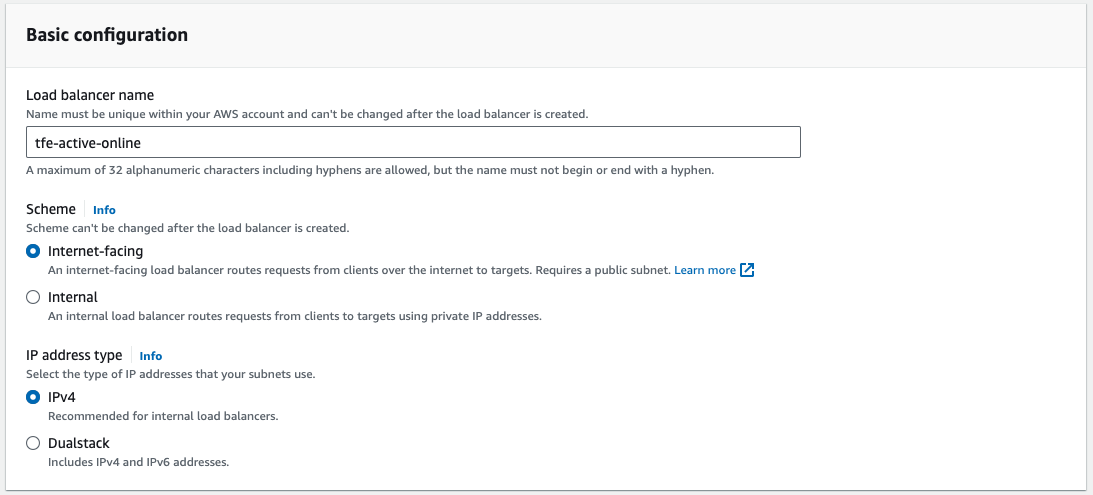 Basic configuration
Load balancer name
Name must be unique within your AWS account and can't be changed after the load balancer is created.
tfe-active-online
A maximum of 32 alphanumeric characters including hyphens are allowed, but the name must not begin or end with a hyphen.
Scheme Info
Scheme can't be changed after the load balancer is created.
Internet-facing
An internet-facing load balancer routes requests from clients over the internet to targets. Requires a public subnet. Learn more
Internal
An internal load balancer routes requests from clients to targets using private IP addresses.
IP address type Info
Select the type of IP addresses that your subnets use.
IPv4
Recommended for internal load balancers.
Dualstack
Includes IPv4 and IPv6 addresses.